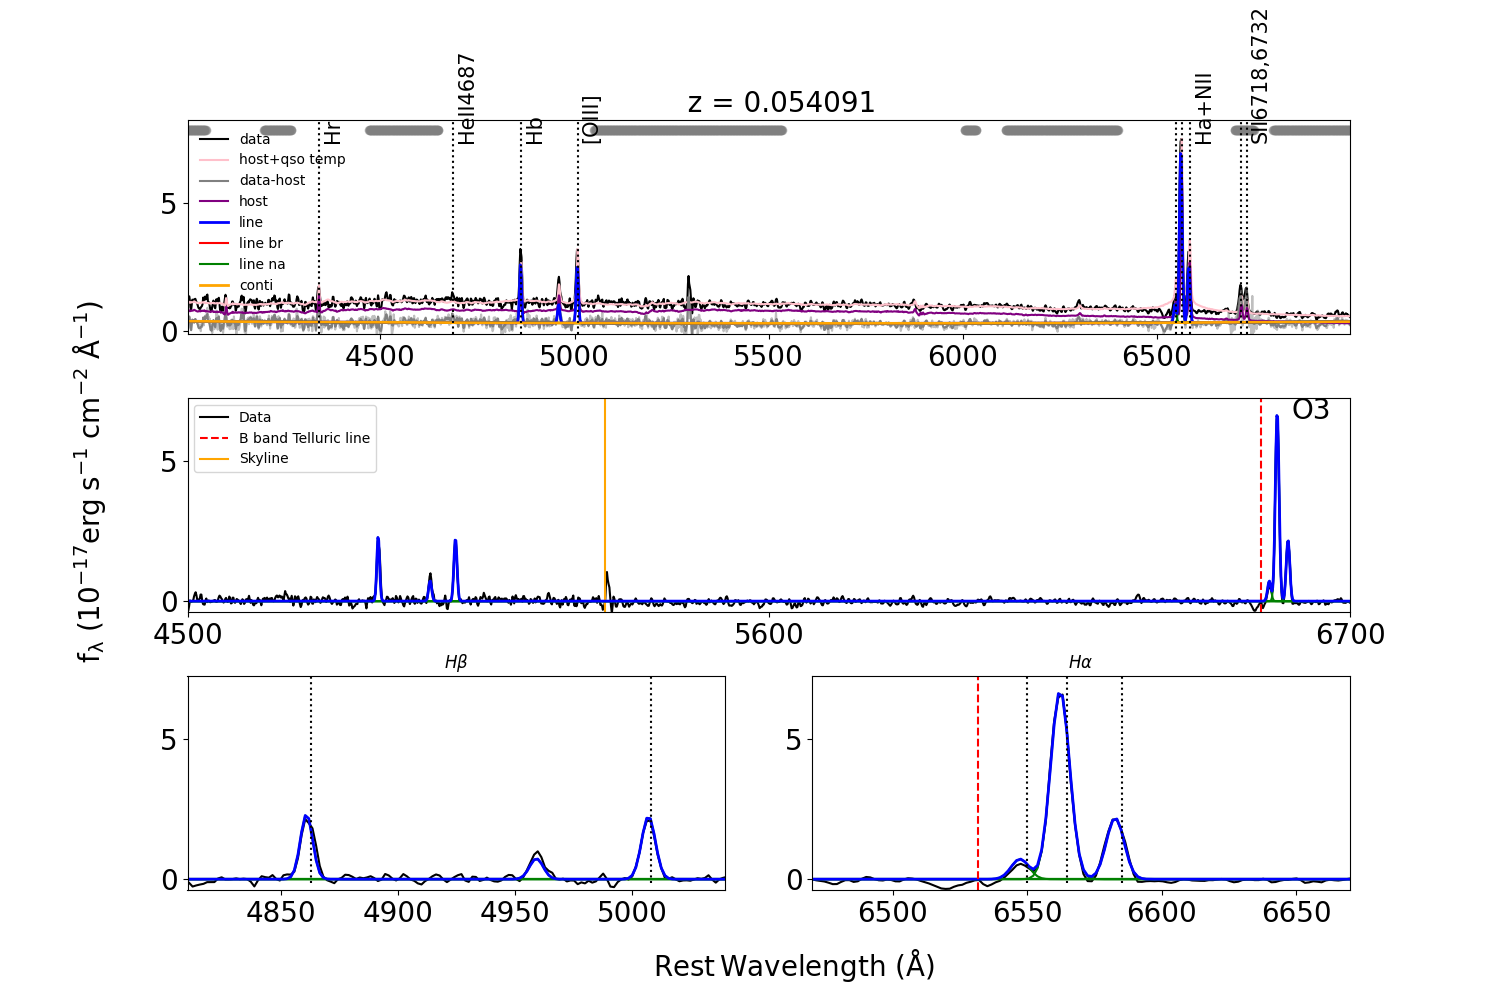 z = 0.054091
Hr
HeII4687
Hb
[OIII]
Ha+NII
SII6718,6732
data
host+qso temp
data-host
host
line
line br
line na
conti
5
0
4500 5000 5500 6000 6500
Data
B band Telluric line
Skyline
O3
5
0
4500 5600 6700
Hβ
Hα
5
0
4850 4900 4950 5000
5
0
6500 6550 6600 6650
fλ (10⁻¹⁷erg s⁻¹ cm⁻² Å⁻¹)
Rest Wavelength (Å)